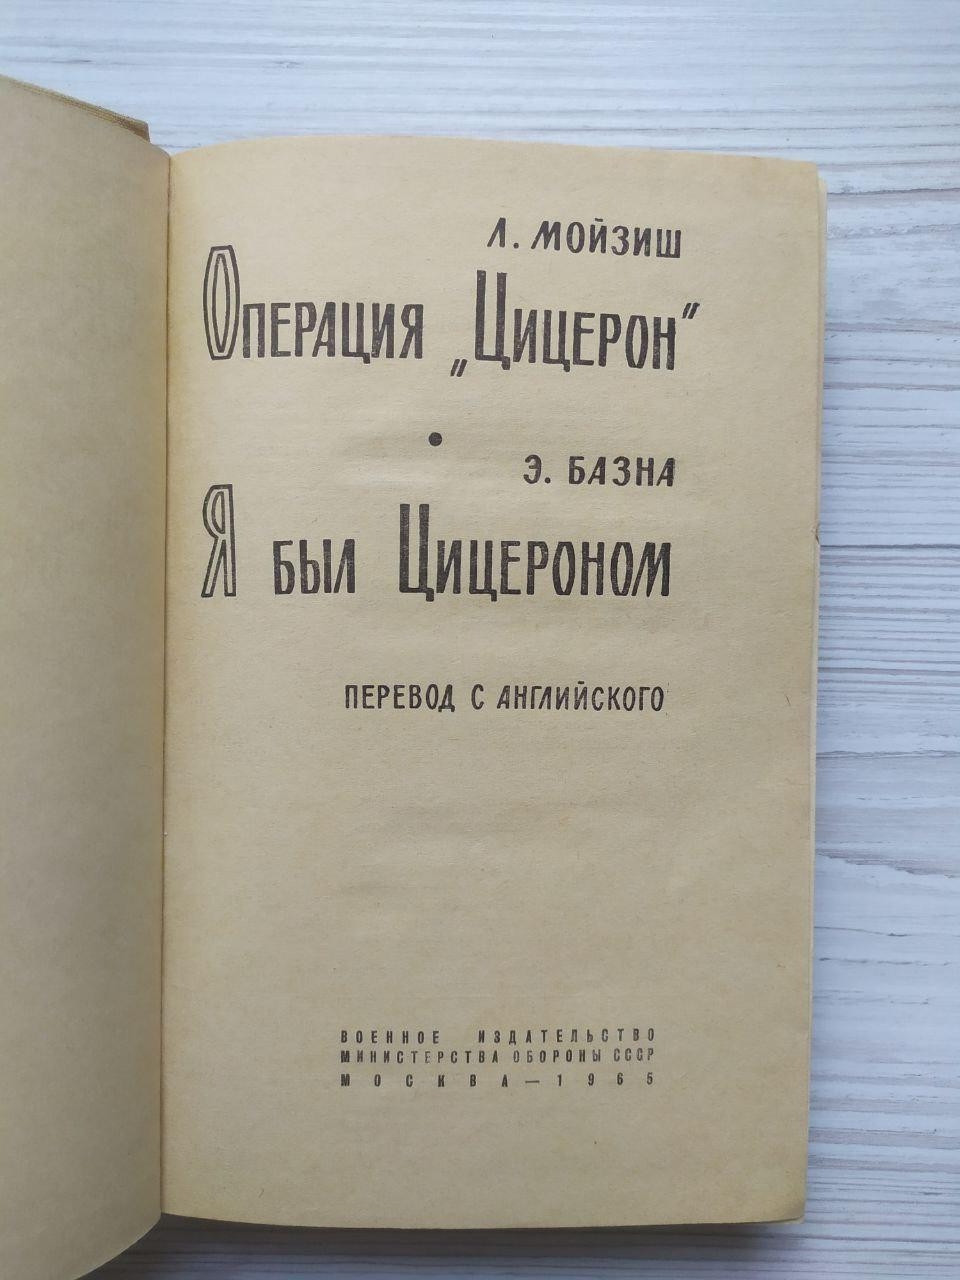 Л. МОЙЗИШ
ОПЕРАЦИЯ „ЦИЦЕРОН"
•
Э. БАЗНА
Я БЫЛ ЦИЦЕРОНОМ
ПЕРЕВОД С АНГЛИЙСКОГО
ВОЕННОЕ ИЗДАТЕЛЬСТВО
МИНИСТЕРСТВА ОБОРОНЫ СССР
МОСКВА — 1965